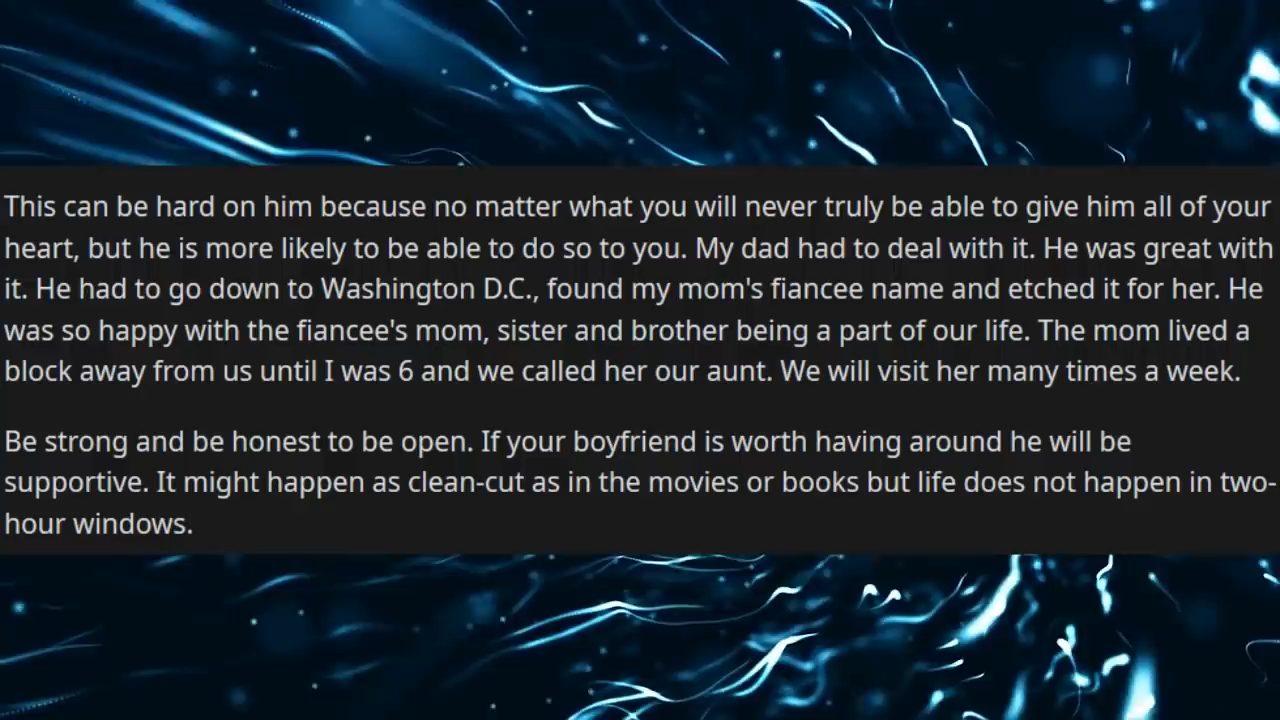 This can be hard on him because no matter what you will never truly be able to give him all of your
heart, but he is more likely to be able to do so to you. My dad had to deal with it. He was great with
it. He had to go down to Washington D.C., found my mom's fiancee name and etched it for her. He
was so happy with the fiancee's mom, sister and brother being a part of our life. The mom lived a
block away from us until I was 6 and we called her our aunt. We will visit her many times a week.
Be strong and be honest to be open. If your boyfriend is worth having around he will be
supportive. It might happen as clean-cut as in the movies or books but life does not happen in two-
hour windows.